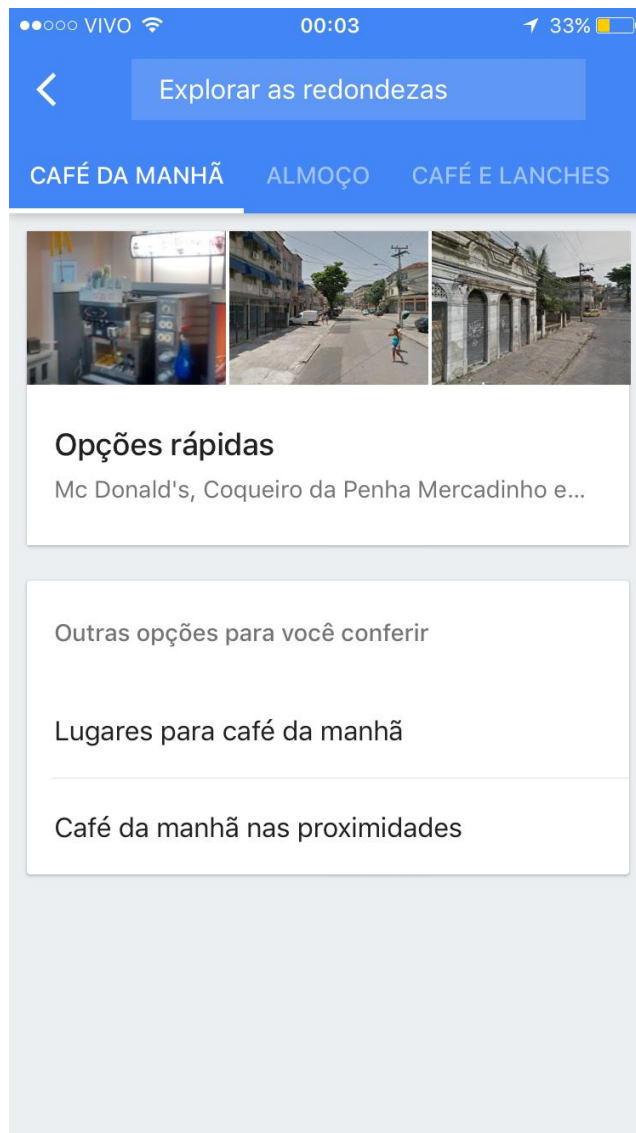 VIVO 00:03 33%
Explorar as redondezas
CAFÉ DA MANHÃ ALMOÇO CAFÉ E LANCHES
Opções rápidas
Mc Donald's, Coqueiro da Penha Mercadinho e...
Outras opções para você conferir
Lugares para café da manhã
Café da manhã nas proximidades